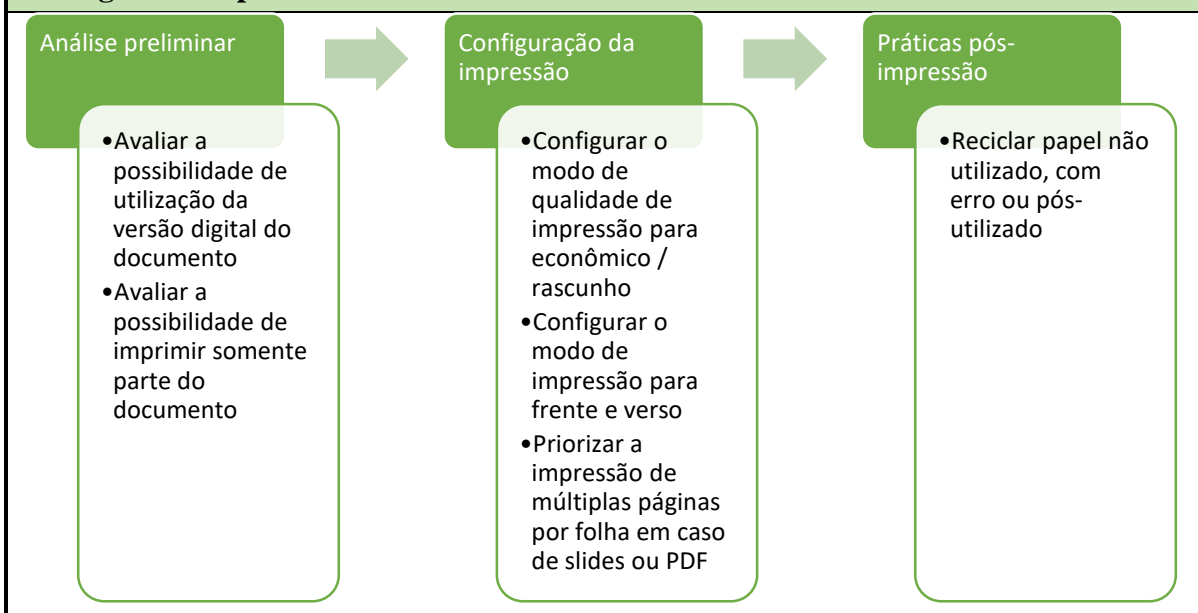 Análise preliminar
•Avaliar a
possibilidade de
utilização da
versão digital do
documento
•Avaliar a
possibilidade de
imprimir somente
parte do
documento
Configuração da
impressão
•Configurar o
modo de
qualidade de
impressão para
econômico /
rascunho
•Configurar o
modo de
impressão para
frente e verso
•Priorizar a
impressão de
múltiplas páginas
por folha em caso
de slides ou PDF
Práticas pós-
impressão
•Reciclar papel não
utilizado, com
erro ou pós-
utilizado